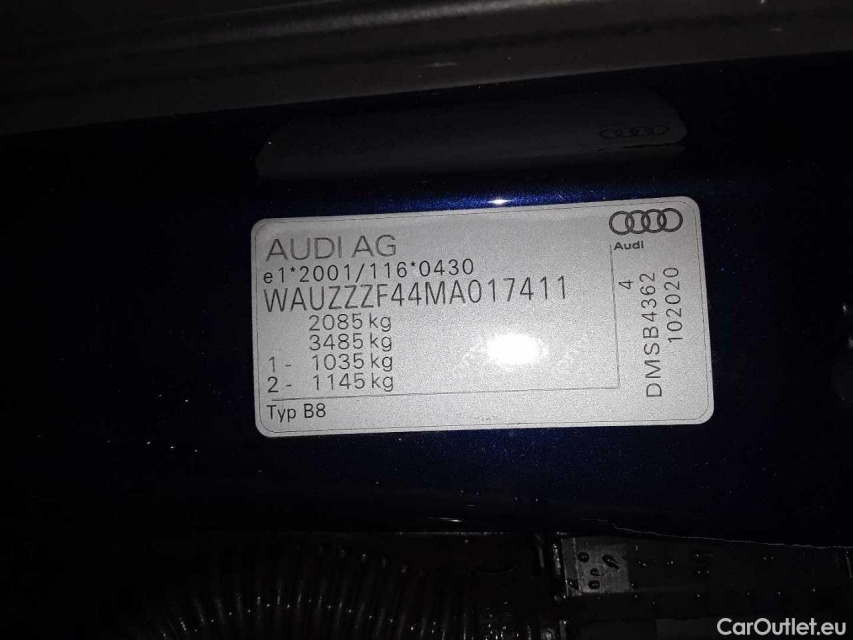 AUDI AG
e1*2001/116*0430
WAUZZZF44MA017411
2085 kg
3485 kg
1 - 1035 kg
2 - 1145 kg
Typ B8
Audi
DMSB4362 4
102020
CarOutlet.eu